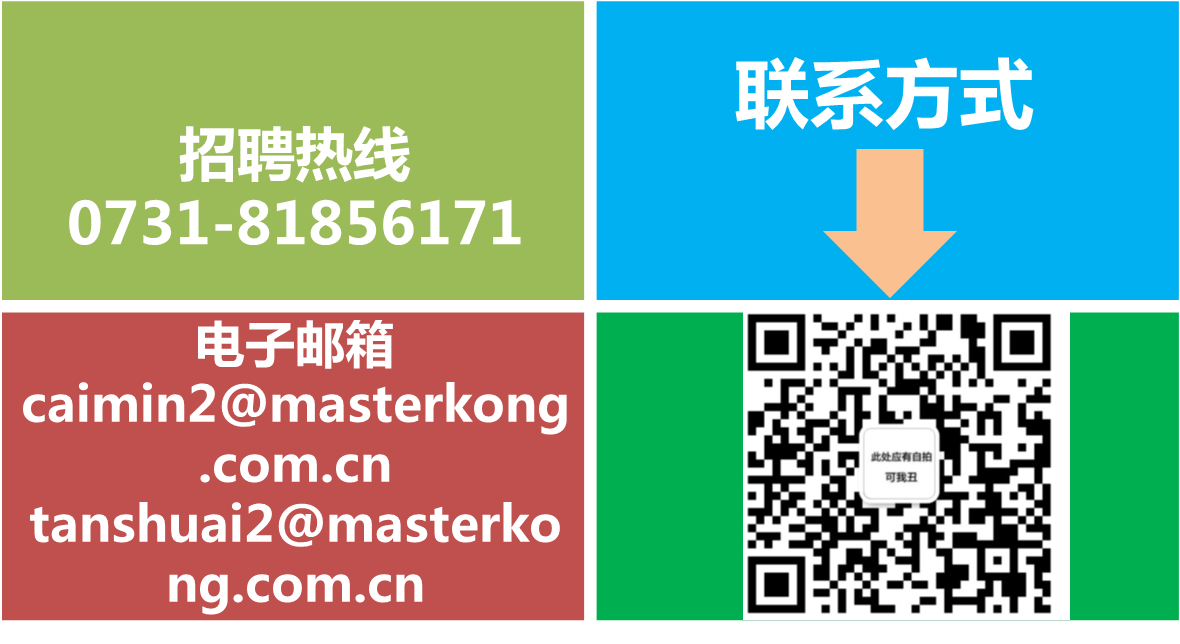 招聘热线
0731-81856171
联系方式
电子邮箱
caimin2@masterkong
.com.cn
tanshuai2@masterko
ng.com.cn
此处应有自拍
可我丑